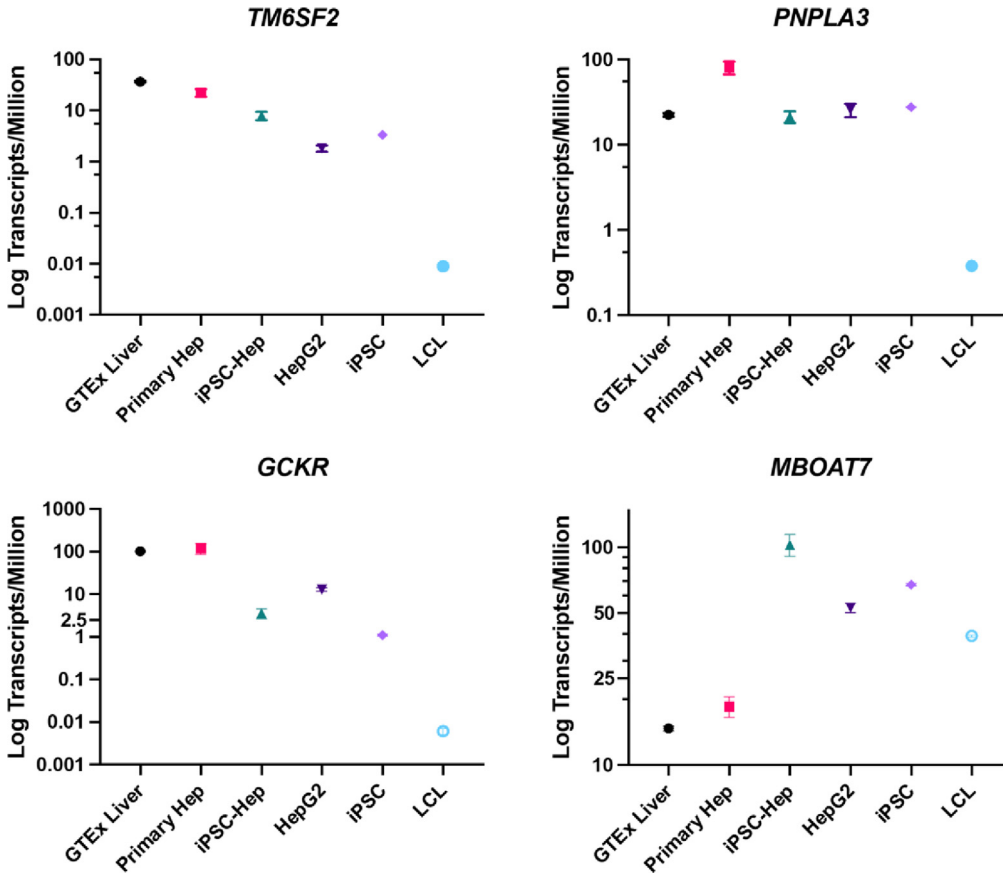 TM6SF2
Log Transcripts/Million
100
10
1
0.1
0.01
0.001
GTEx Liver
Primary Hep
iPSC-Hep
HepG2
iPSC
LCL
PNPLA3
Log Transcripts/Million
100
10
1
0.1
GTEx Liver
Primary Hep
iPSC-Hep
HepG2
iPSC
LCL
GCKR
Log Transcripts/Million
1000
100
10
2.5
1
0.1
0.01
0.001
GTEx Liver
Primary Hep
iPSC-Hep
HepG2
iPSC
LCL
MBOAT7
Log Transcripts/Million
100
50
25
10
GTEx Liver
Primary Hep
iPSC-Hep
HepG2
iPSC
LCL